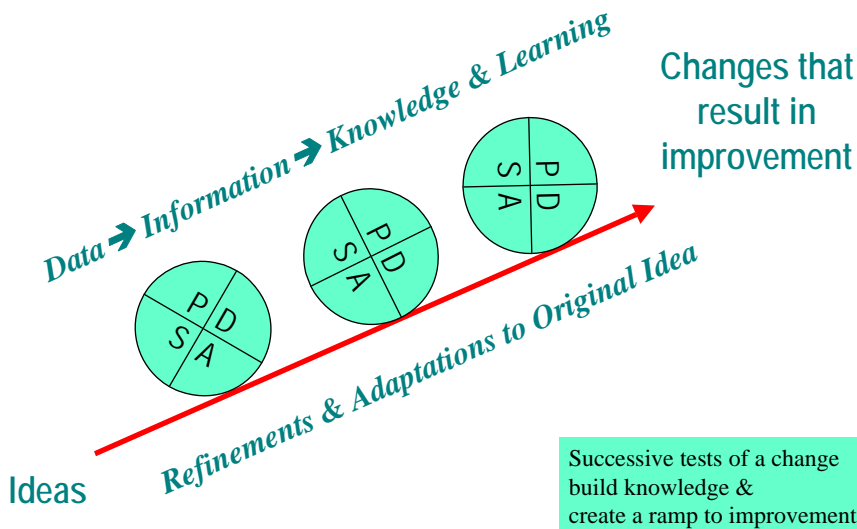 Data → Information → Knowledge & Learning
Changes that
result in
improvement
P D
S A
P D
S A
P D
S A
Refinements & Adaptations to Original Idea
Ideas
Successive tests of a change
build knowledge &
create a ramp to improvement